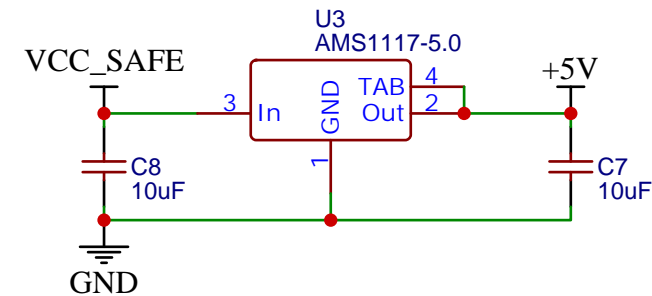 U3
AMS1117-5.0
VCC_SAFE
+5V
TAB
4
3
In
GND
Out
2
1
C8
10uF
C7
10uF
GND